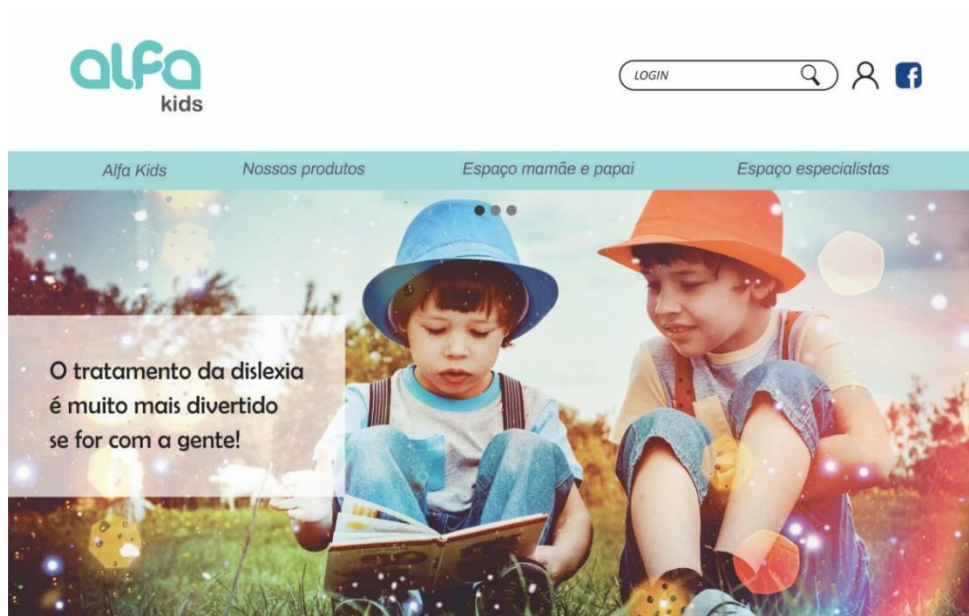 alfa
kids
LOGIN
Alfa Kids
Nossos produtos
Espaço mamãe e papai
Espaço especialistas
O tratamento da dislexia
é muito mais divertido
se for com a gente!